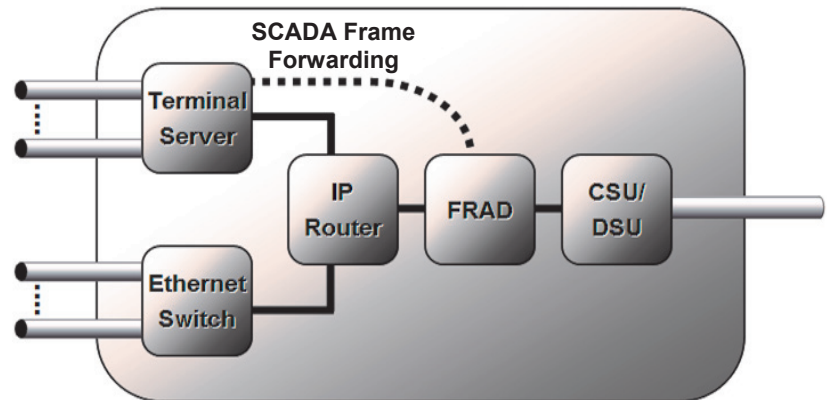 SCADA Frame
Forwarding
Terminal
Server
IP
Router
FRAD
CSU/
DSU
Ethernet
Switch